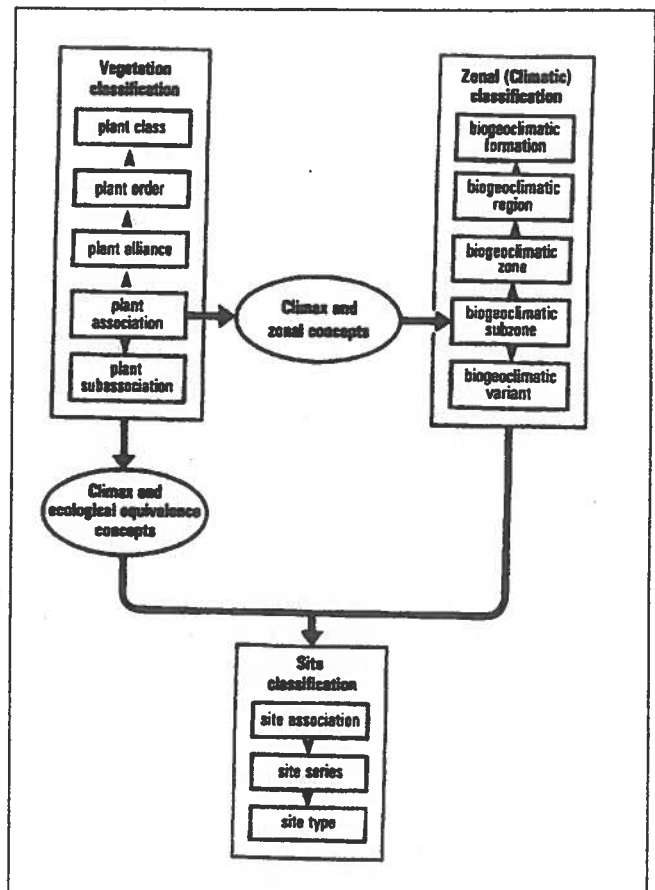 Vegetation
classification
plant class
plant order
plant alliance
plant
association
plant
subassociation
Climax and
zonal concepts
Zonal (Climatic)
classification
biogeoclimatic
formation
biogeoclimatic
region
biogeoclimatic
zone
biogeoclimatic
subzone
biogeoclimatic
variant
Climax and
ecological equivalence
concepts
Site
classification
site association
site series
site type